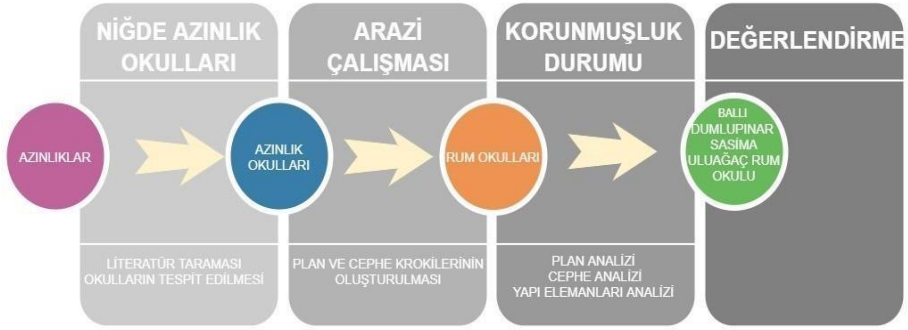 NİĞDE AZINLIK
OKULLARI
ARAZİ
ÇALIŞMASI
KORUNMUŞLUK
DURUMU
DEĞERLENDİRME
AZINLIKLAR
AZINLIK
OKULLARI
RUM OKULLARI
BALLI
DUMLUPINAR
SASİMA
ULUAĞAÇ RUM
OKULU
LİTERATÜR TARAMASI
OKULLARIN TESPİT EDİLMESİ
PLAN VE CEPHE KROKİLERİNİN
OLUŞTURULMASI
PLAN ANALİZİ
CEPHE ANALİZİ
YAPI ELEMANLARI ANALİZİ